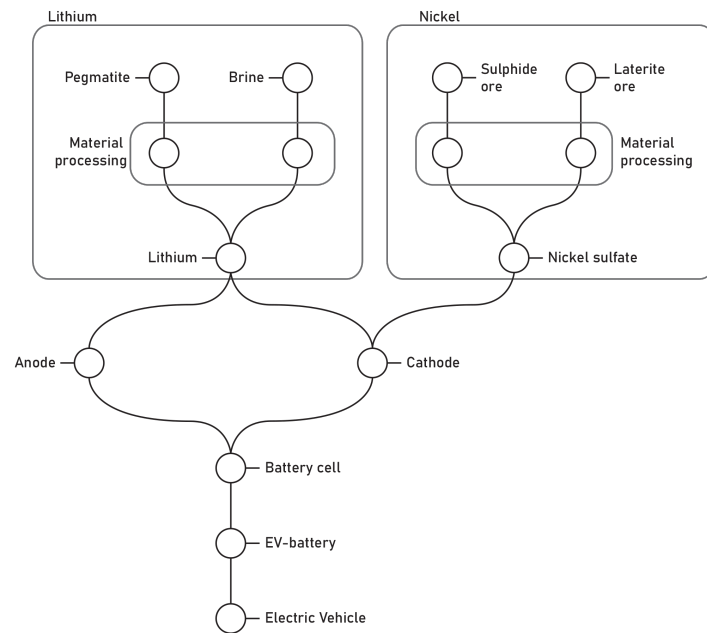 Lithium
Nickel
Pegmatite
Brine
Sulphide
ore
Laterite
ore
Material
processing
Material
processing
Lithium
Nickel sulfate
Anode
Cathode
Battery cell
EV-battery
Electric Vehicle